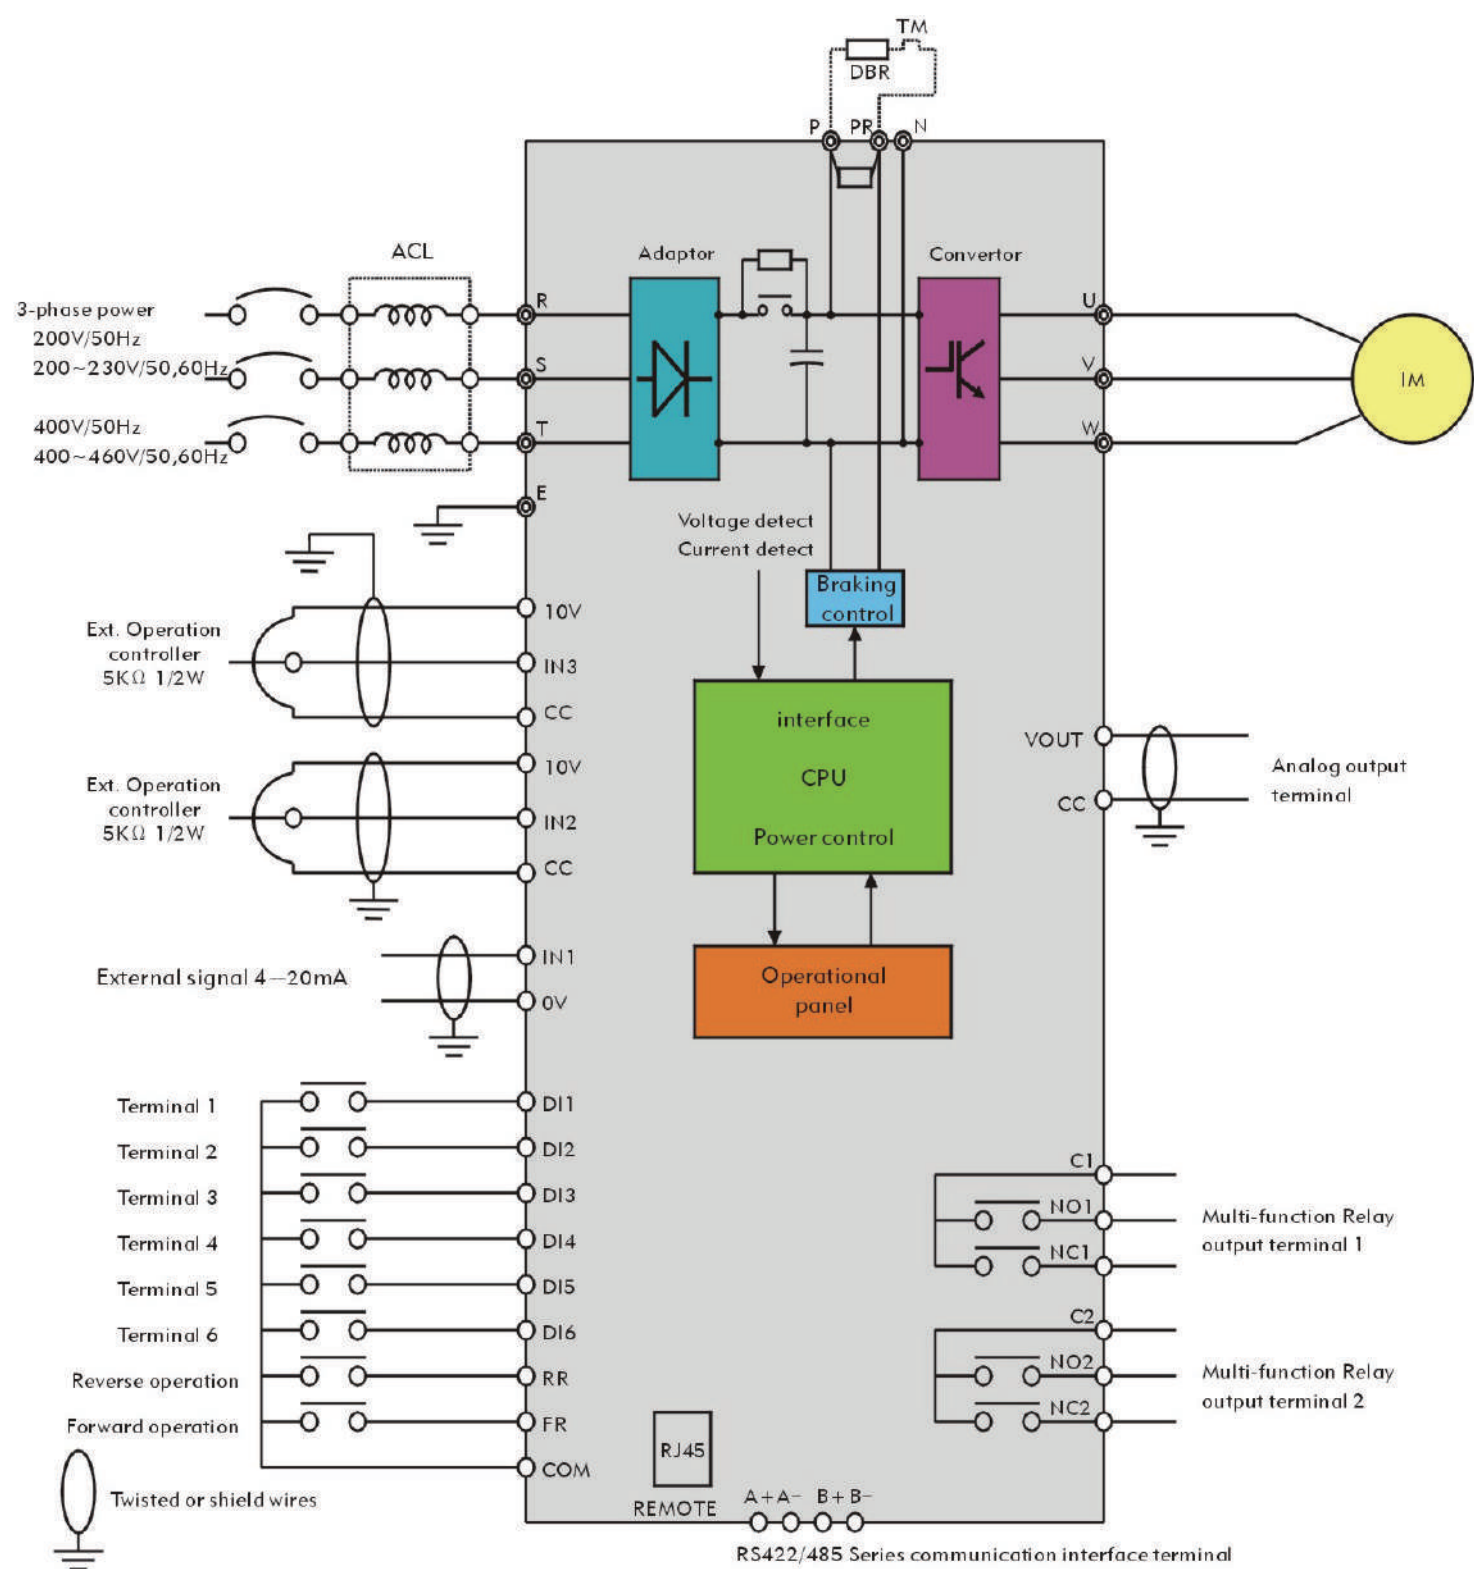 TM
DBR
P PR N
ACL
Adaptor
Convertor
3-phase power
200V/50Hz
200~230V/50,60Hz
400V/50Hz
400~460V/50,60Hz
R
S
T
E
U
V
W
IM
Voltage detect
Current detect
Braking
control
Ext. Operation
controller
5KΩ 1/2W
10V
IN3
CC
Ext. Operation
controller
5KΩ 1/2W
10V
IN2
CC
interface
CPU
Power control
VOUT
CC
Analog output
terminal
External signal 4—20mA
IN1
0V
Operational
panel
Terminal 1 DI1
Terminal 2 DI2
Terminal 3 DI3
Terminal 4 DI4
Terminal 5 DI5
Terminal 6 DI6
Reverse operation RR
Forward operation FR
COM
C1
NO1
NC1
Multi-function Relay
output terminal 1
C2
NO2
NC2
Multi-function Relay
output terminal 2
Twisted or shield wires
RJ45
REMOTE
A+ A− B+ B−
RS422/485 Series communication interface terminal